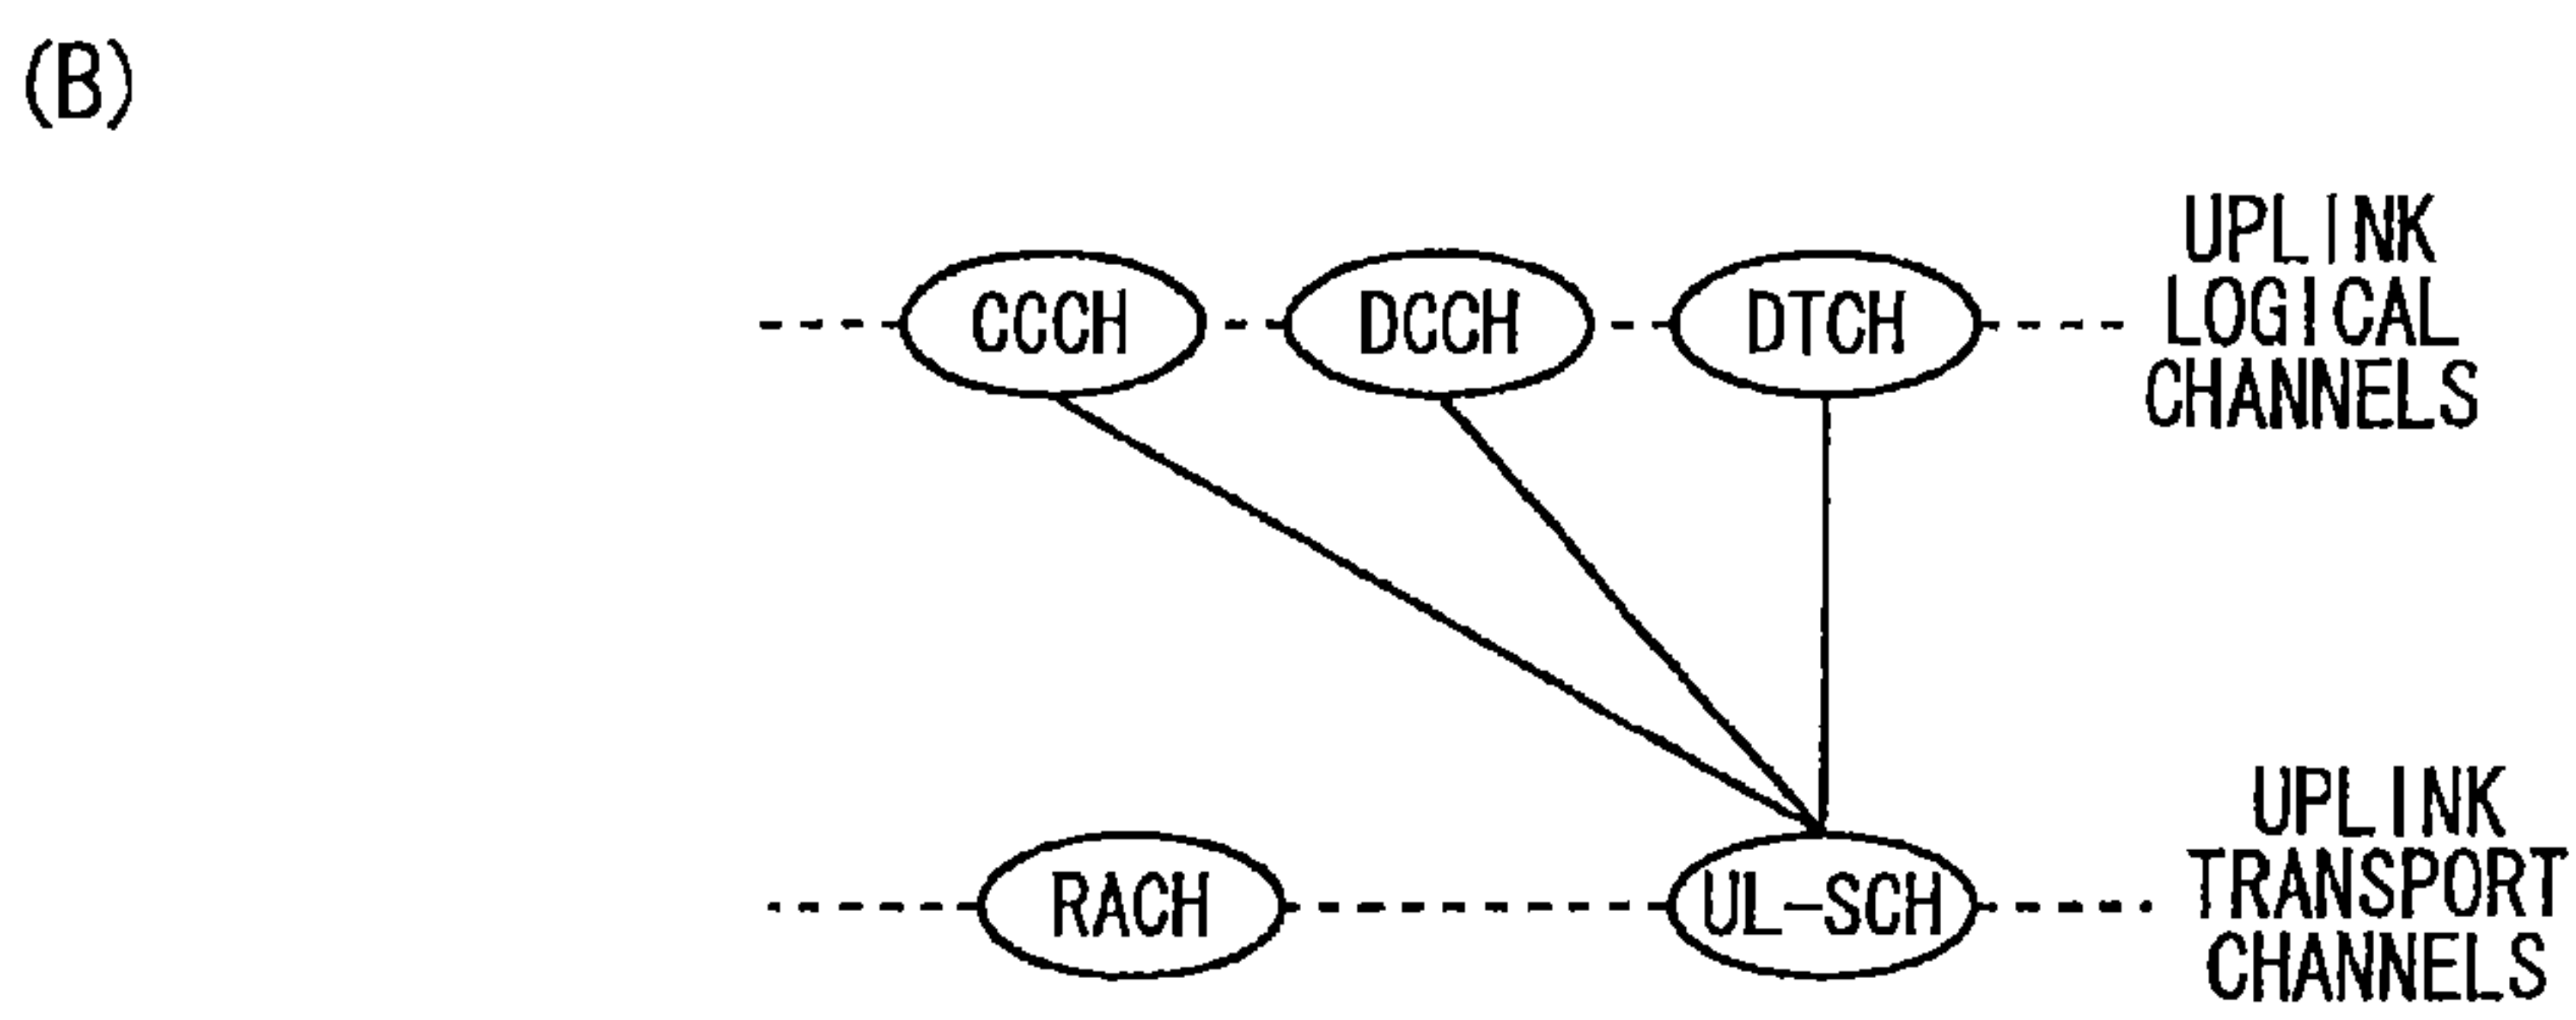 (B)
CCCH DCCH DTCH
UPLINK
LOGICAL
CHANNELS
RACH UL-SCH
UPLINK
TRANSPORT
CHANNELS